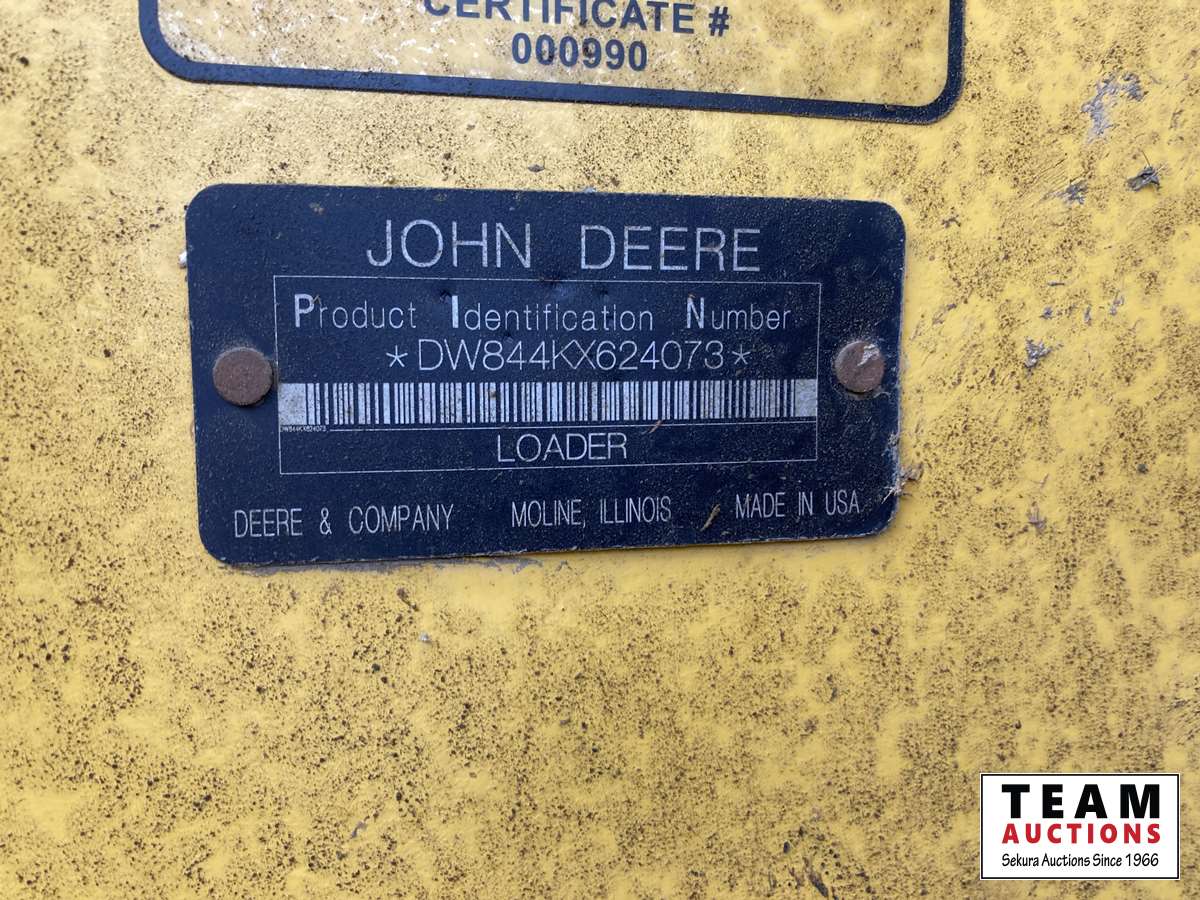 CERTIFICATE #
000990
JOHN DEERE
Product Identification Number
*DW844KX624073*
DW844KX624073
LOADER
DEERE & COMPANY MOLINE, ILLINOIS MADE IN USA
TEAM
AUCTIONS
Sekura Auctions Since 1966